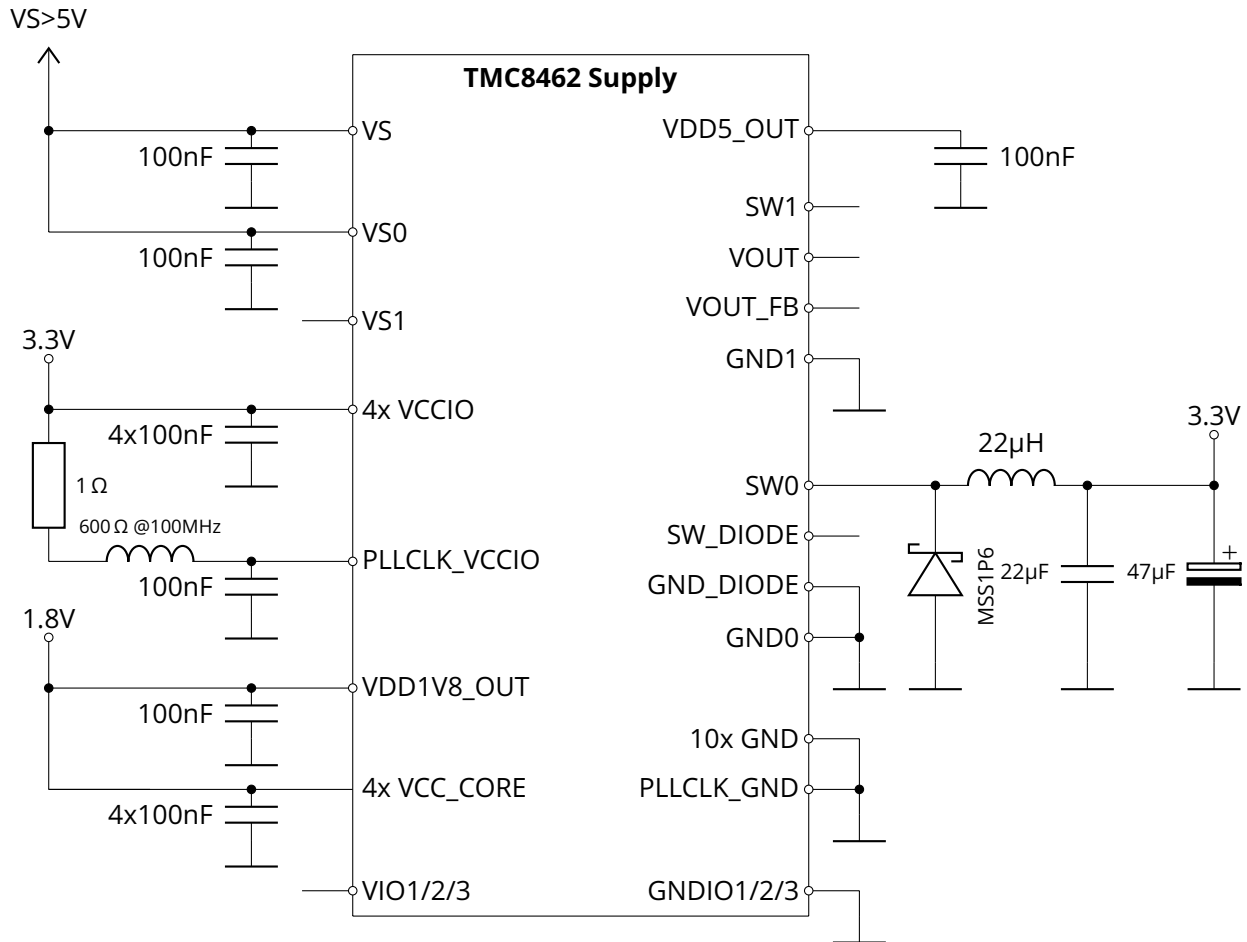 VS>5V
TMC8462 Supply
VS
100nF
VS0
100nF
VS1
3.3V
4x VCCIO
4x100nF
1 Ω
600 Ω @100MHz
PLLCLK_VCCIO
100nF
1.8V
VDD1V8_OUT
100nF
4x VCC_CORE
4x100nF
VIO1/2/3
VDD5_OUT
100nF
SW1
VOUT
VOUT_FB
GND1
3.3V
22µH
SW0
SW_DIODE
GND_DIODE
GND0
MSS1P6
22µF
47µF
+
10x GND
PLLCLK_GND
GNDIO1/2/3